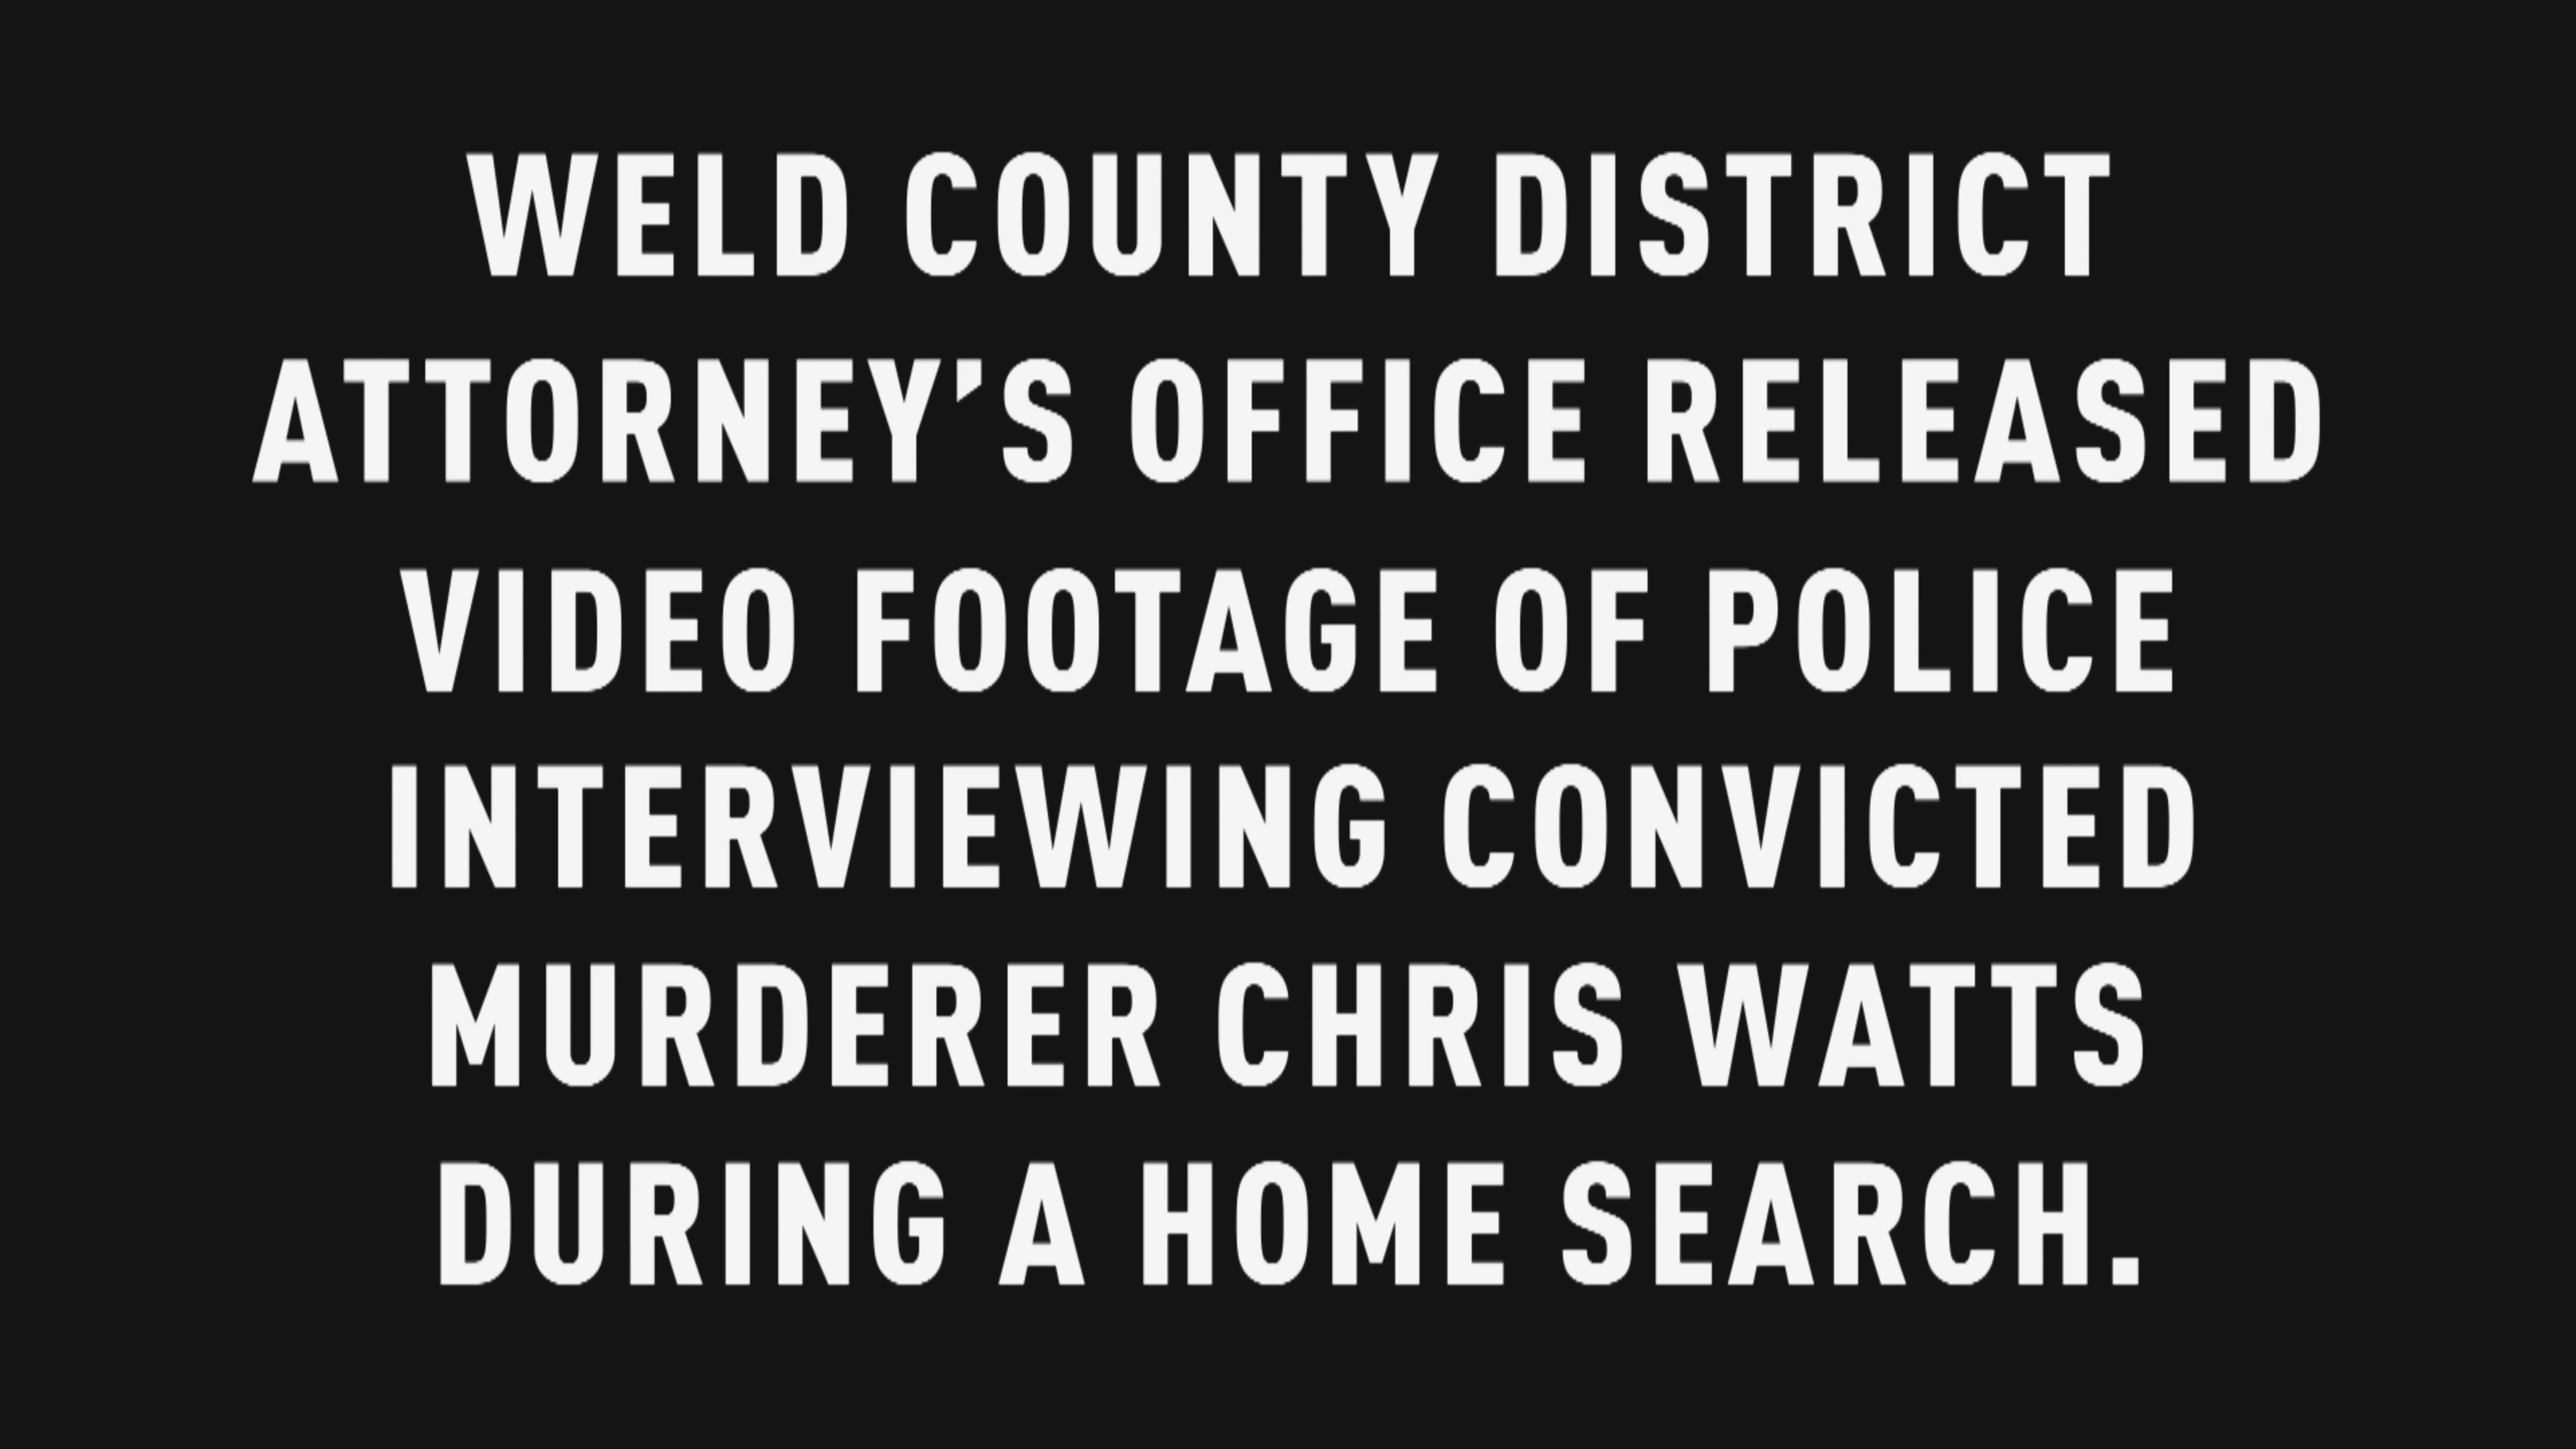 WELD COUNTY DISTRICT
ATTORNEY’S OFFICE RELEASED
VIDEO FOOTAGE OF POLICE
INTERVIEWING CONVICTED
MURDERER CHRIS WATTS
DURING A HOME SEARCH.